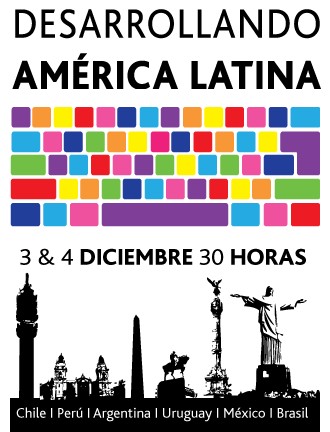 DESARROLLANDO
AMÉRICA LATINA
3 & 4 DICIEMBRE 30 HORAS
Chile | Perú | Argentina | Uruguay | México | Brasil